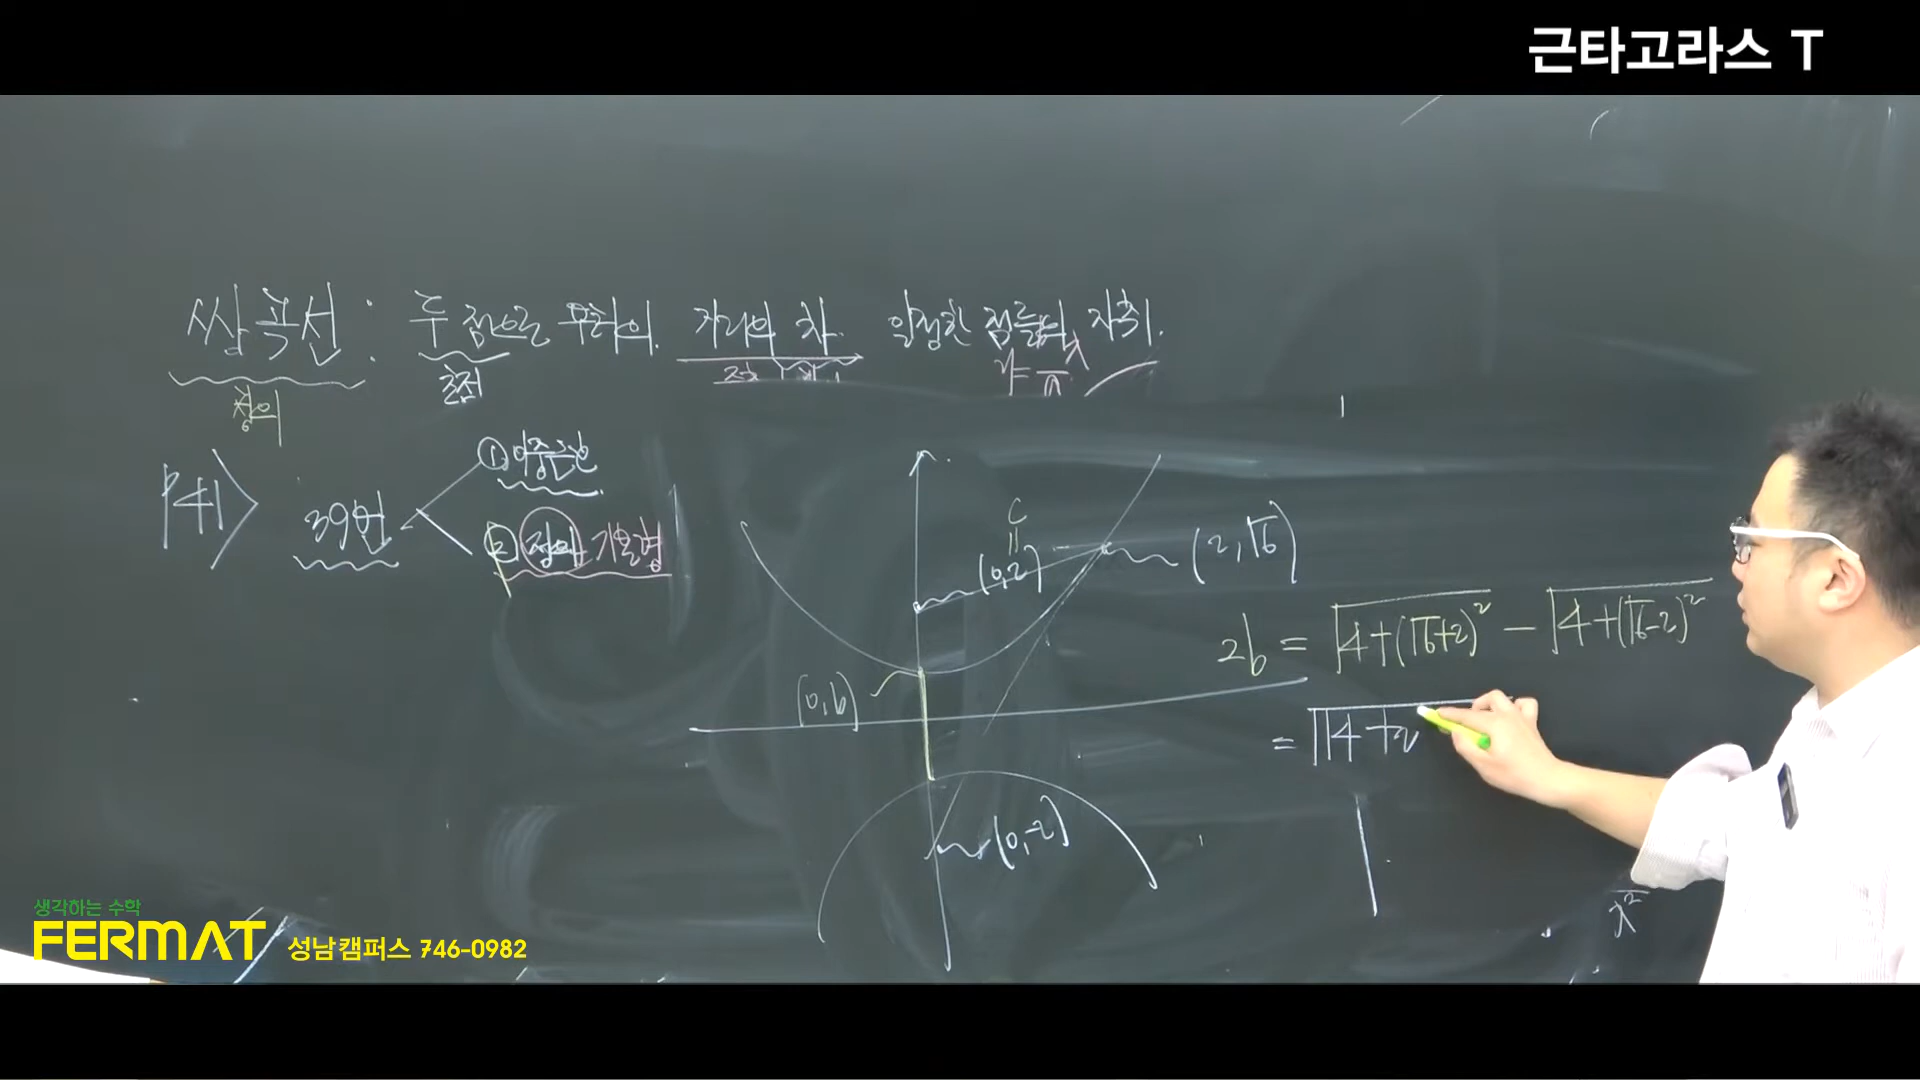 근타고라스 T
쌍곡선 : 두 점으로 부터의 거리의 차 일정한 점들의 자취.
초점
정의
P41> 39번
① 이중근
② 정의 기울형
C
(0,2)
(2,√6)
(0,b)
2b = √4+(√6+2)² − √4+(√6−2)²
= √14+2
(0,-2)
생각하는 수학
FERMAT 성남캠퍼스 746-0982